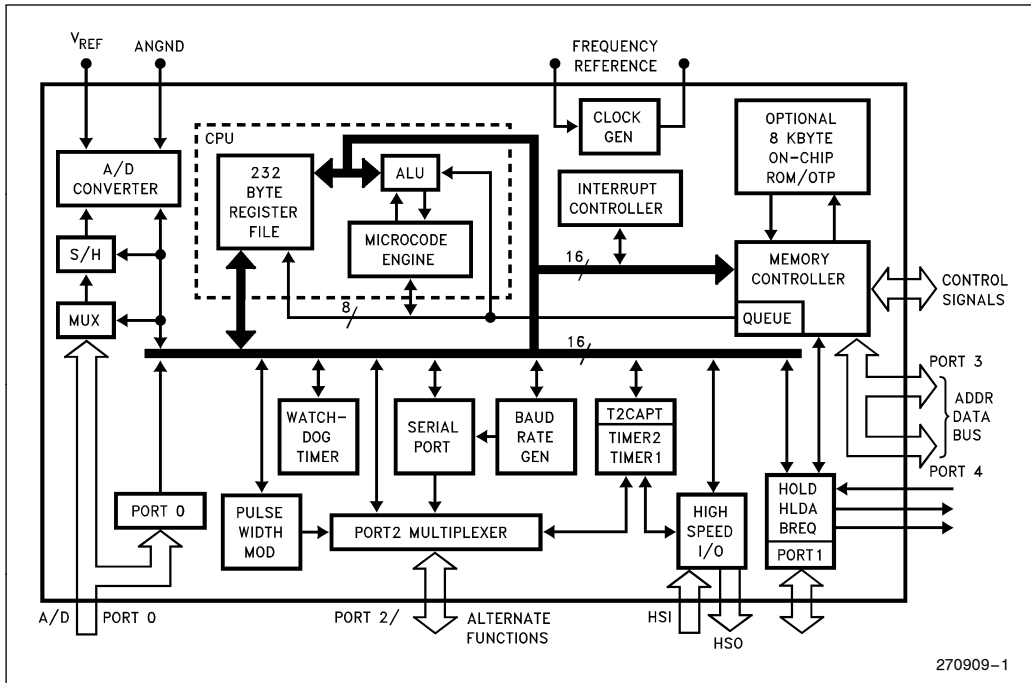 VREF
ANGND
FREQUENCY
REFERENCE
CPU
A/D
CONVERTER
232
BYTE
REGISTER
FILE
ALU
MICROCODE
ENGINE
CLOCK
GEN
INTERRUPT
CONTROLLER
OPTIONAL
8 KBYTE
ON-CHIP
ROM/OTP
S/H
MUX
16
MEMORY
CONTROLLER
QUEUE
CONTROL
SIGNALS
8
16
PORT 3
ADDR
DATA
BUS
PORT 4
WATCH-
DOG
TIMER
SERIAL
PORT
BAUD
RATE
GEN
T2CAPT
TIMER2
TIMER1
PORT 0
PULSE
WIDTH
MOD
PORT2 MULTIPLEXER
HIGH
SPEED
I/O
HOLD
HLDA
BREQ
PORT1
A/D
PORT 0
PORT 2/
ALTERNATE
FUNCTIONS
HSI
HSO
270909-1